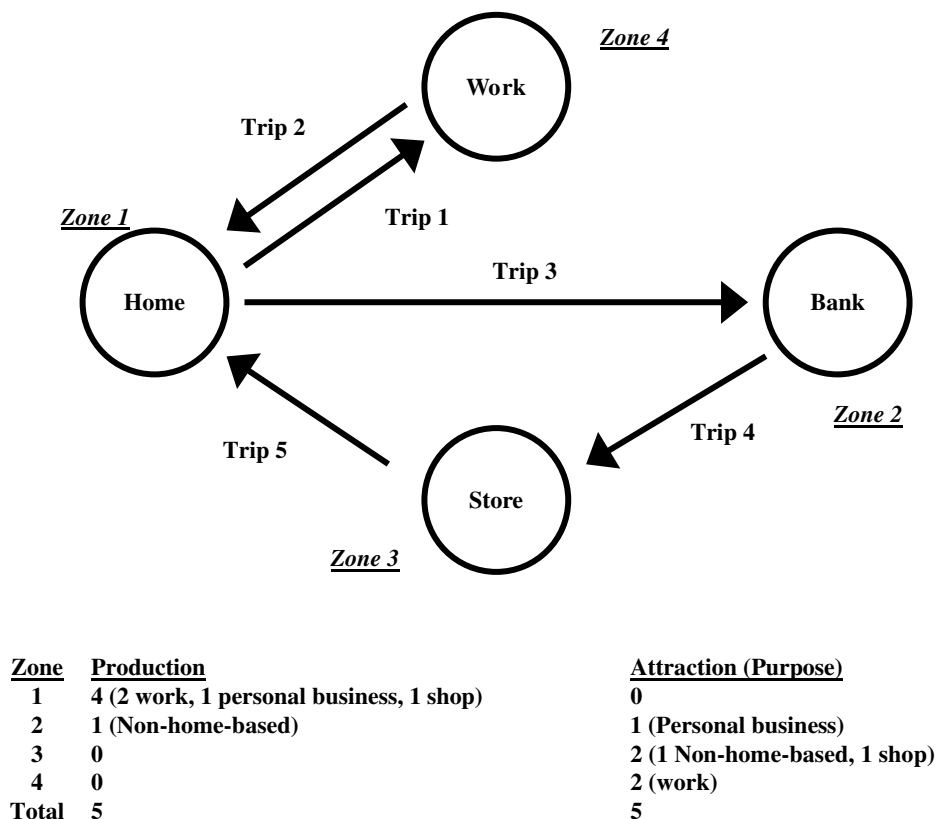 Zone 4
Work
Trip 2
Trip 1
Zone 1
Trip 3
Home
Bank
Zone 2
Trip 4
Trip 5
Store
Zone 3
Zone Production Attraction (Purpose)
1 4 (2 work, 1 personal business, 1 shop) 0
2 1 (Non-home-based) 1 (Personal business)
3 0 2 (1 Non-home-based, 1 shop)
4 0 2 (work)
Total 5 5